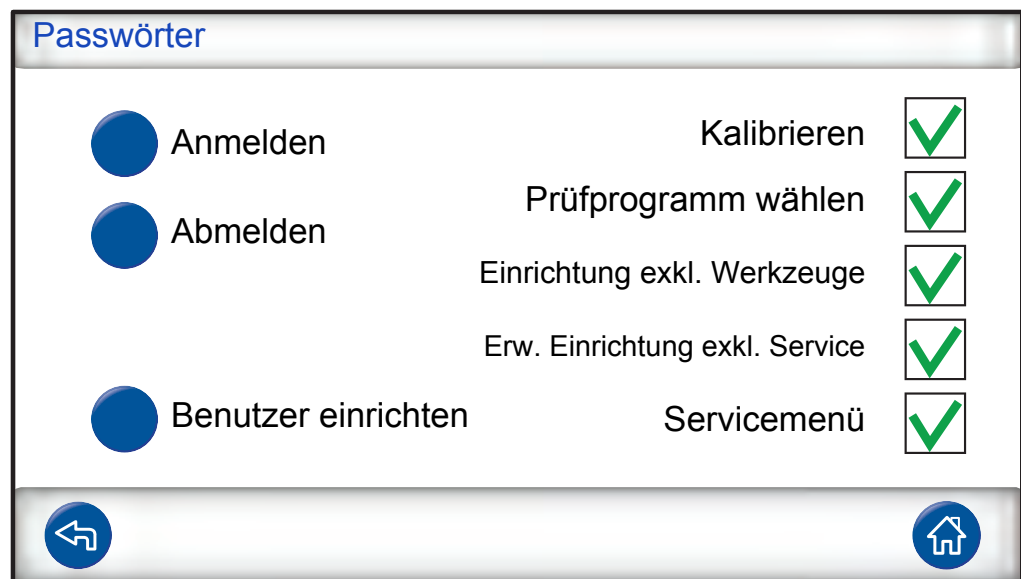 Passwörter
Anmelden
Abmelden
Benutzer einrichten
Kalibrieren
Prüfprogramm wählen
Einrichtung exkl. Werkzeuge
Erw. Einrichtung exkl. Service
Servicemenü